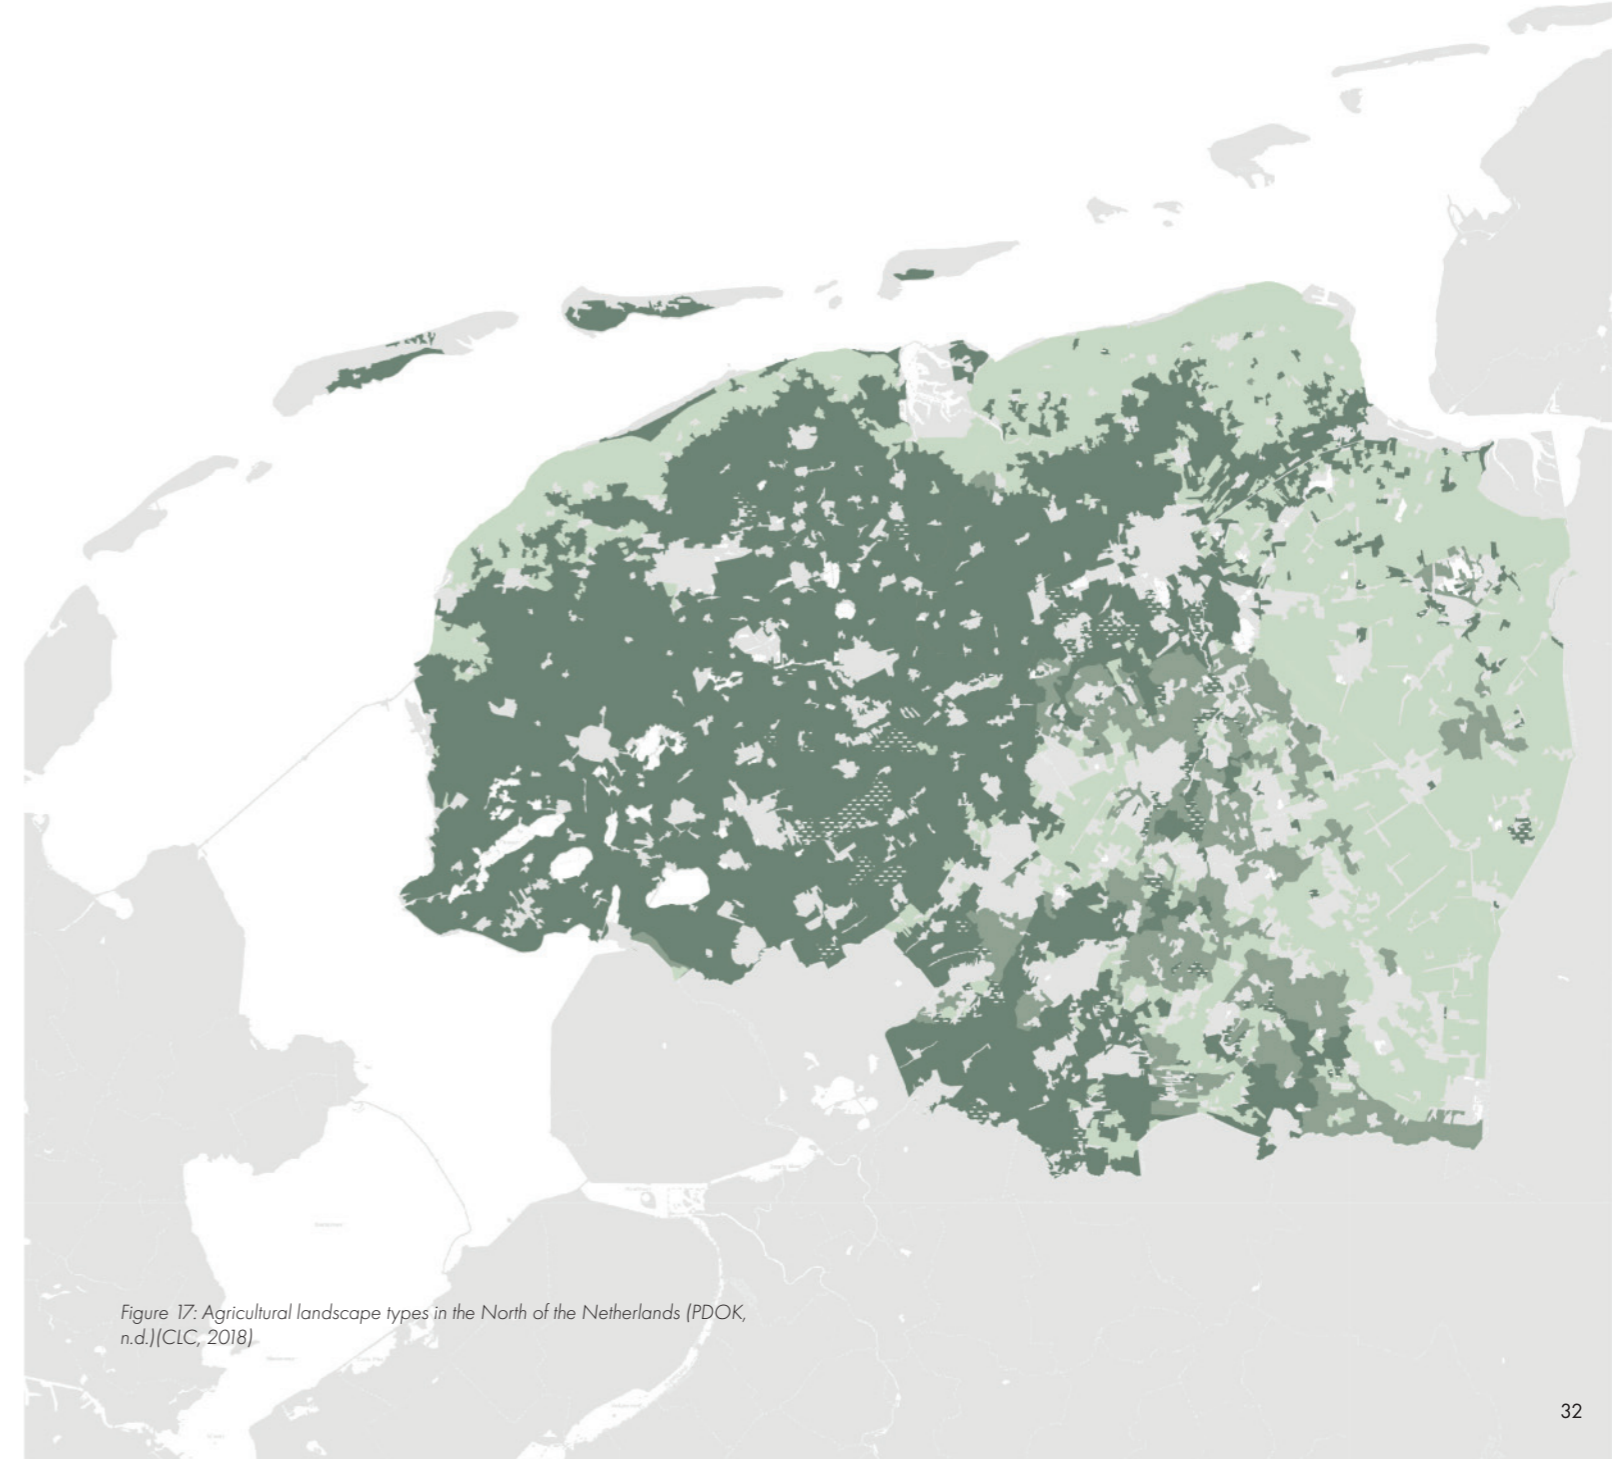 Figure 17: Agricultural landscape types in the North of the Netherlands (PDOK,
n.d.)(CLC, 2018)
32